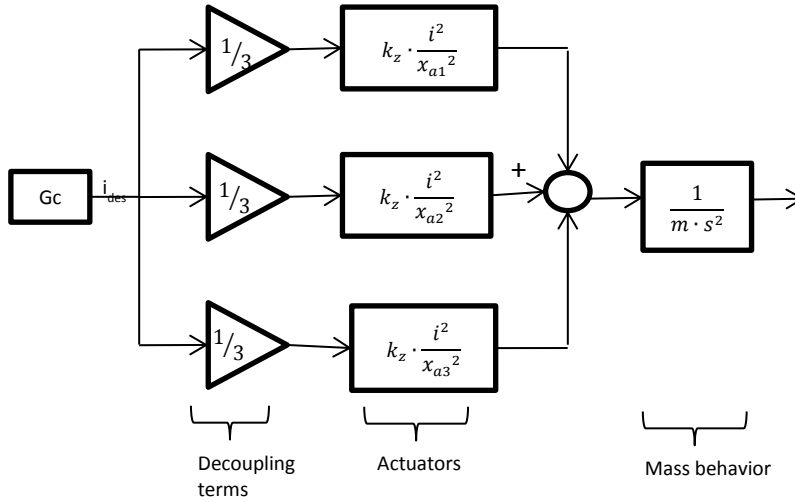 1/3
k_z · i²/x_a1²
Gc
i_des
1/3
k_z · i²/x_a2²
+
1/(m · s²)
1/3
k_z · i²/x_a3²
Decoupling
terms
Actuators
Mass behavior